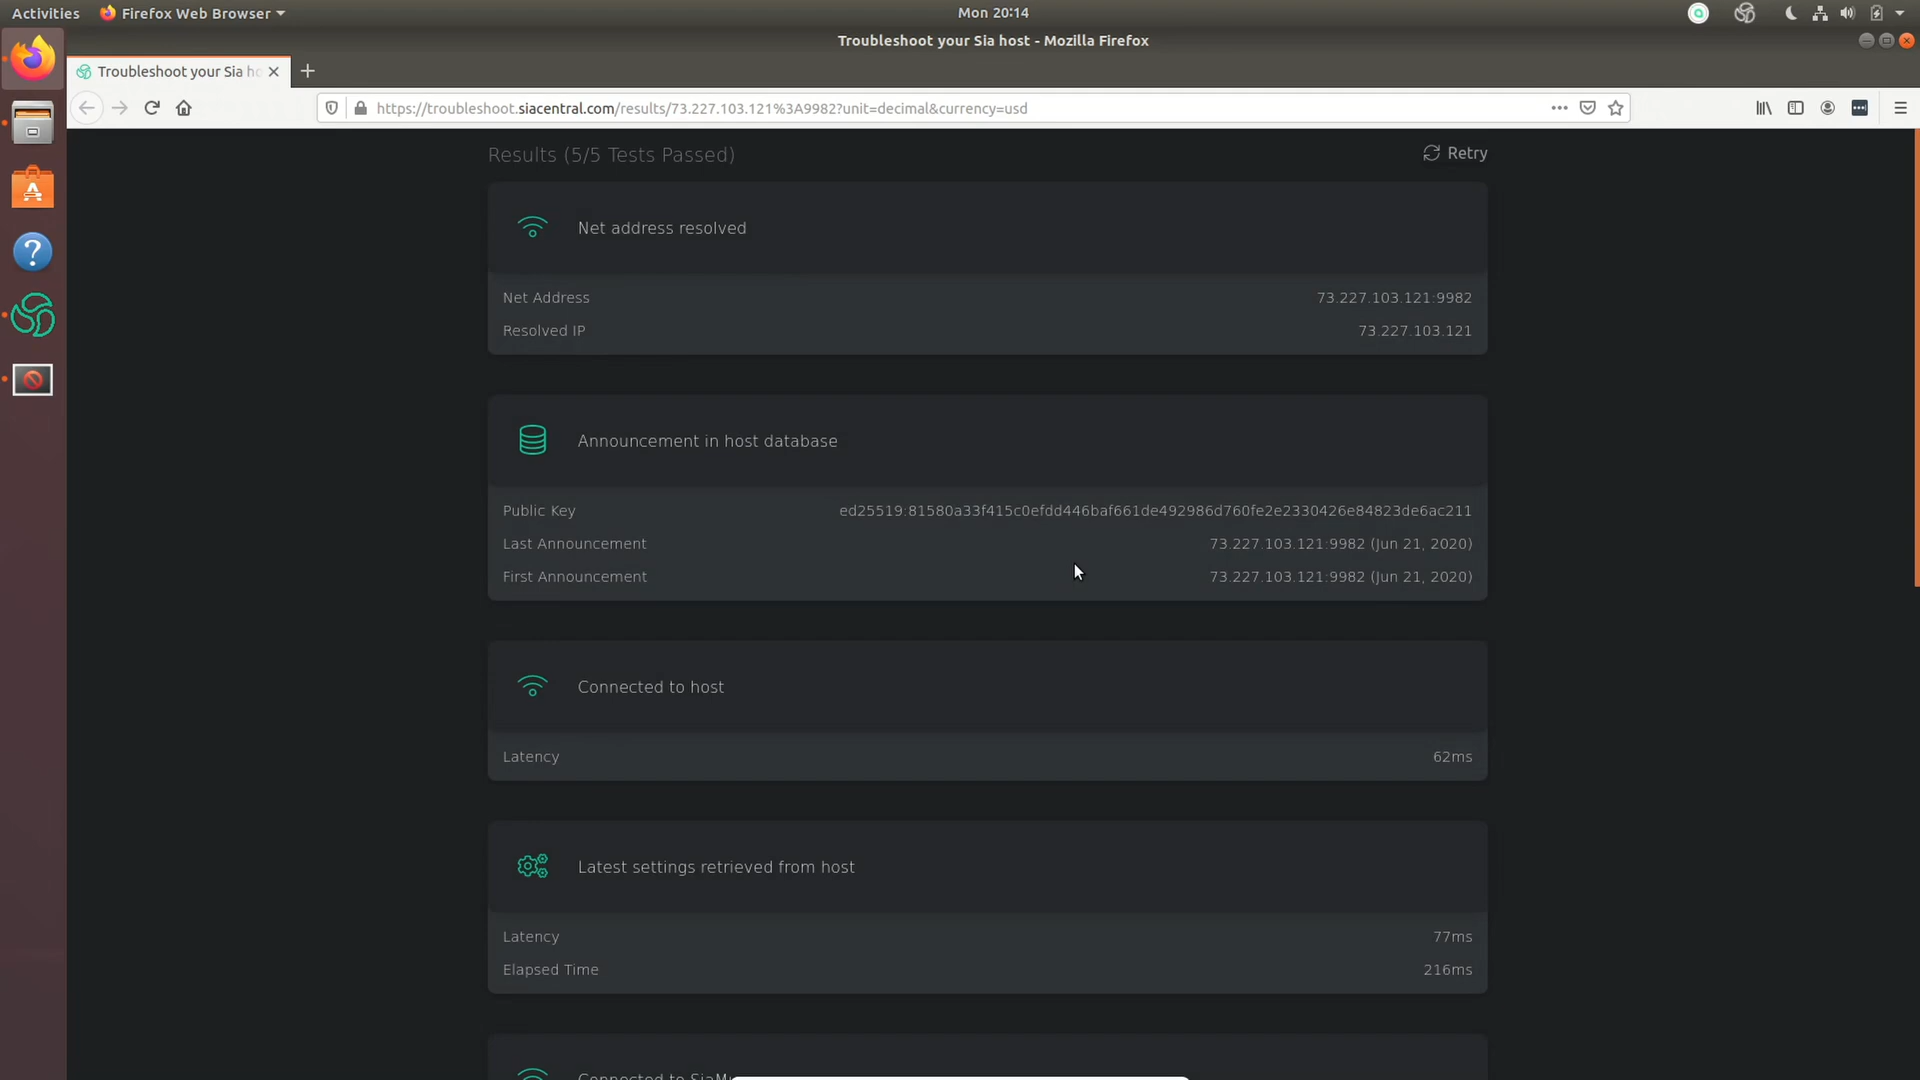 Activities
Firefox Web Browser
Mon 20:14
Troubleshoot your Sia host - Mozilla Firefox
Troubleshoot your Sia ho
https://troubleshoot.siacentral.com/results/73.227.103.121%3A9982?unit=decimal&currency=usd
Results (5/5 Tests Passed)
Retry
Net address resolved
Net Address 73.227.103.121:9982
Resolved IP 73.227.103.121
Announcement in host database
Public Key ed25519:81580a33f415c0efdd446baf661de492986d760fe2e2330426e84823de6ac211
Last Announcement 73.227.103.121:9982 (Jun 21, 2020)
First Announcement 73.227.103.121:9982 (Jun 21, 2020)
Connected to host
Latency 62ms
Latest settings retrieved from host
Latency 77ms
Elapsed Time 216ms
Connected to